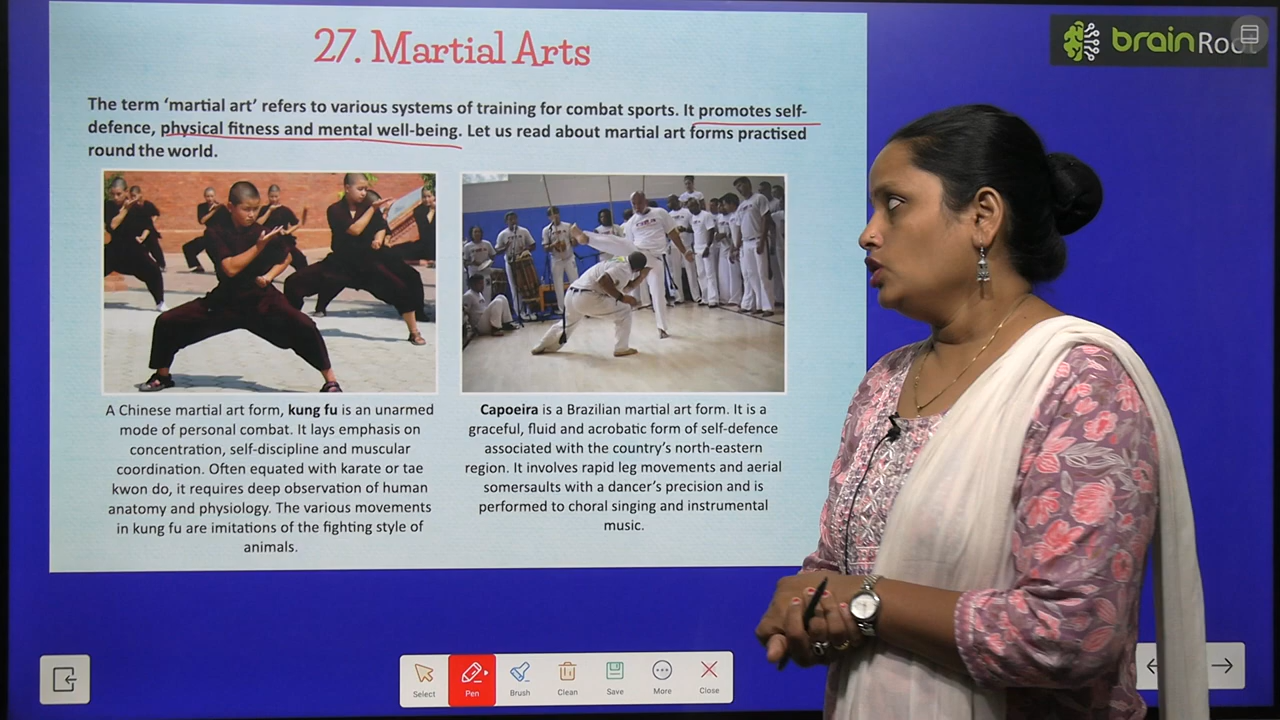 27. Martial Arts
brainRoot
The term ‘martial art’ refers to various systems of training for combat sports. It promotes self-
defence, physical fitness and mental well-being. Let us read about martial art forms practised
round the world.
A Chinese martial art form, kung fu is an unarmed
mode of personal combat. It lays emphasis on
concentration, self-discipline and muscular
coordination. Often equated with karate or tae
kwon do, it requires deep observation of human
anatomy and physiology. The various movements
in kung fu are imitations of the fighting style of
animals.
Capoeira is a Brazilian martial art form. It is a
graceful, fluid and acrobatic form of self-defence
associated with the country’s north-eastern
region. It involves rapid leg movements and aerial
somersaults with a dancer’s precision and is
performed to choral singing and instrumental
music.
Select Pen Brush Clean Save More Close